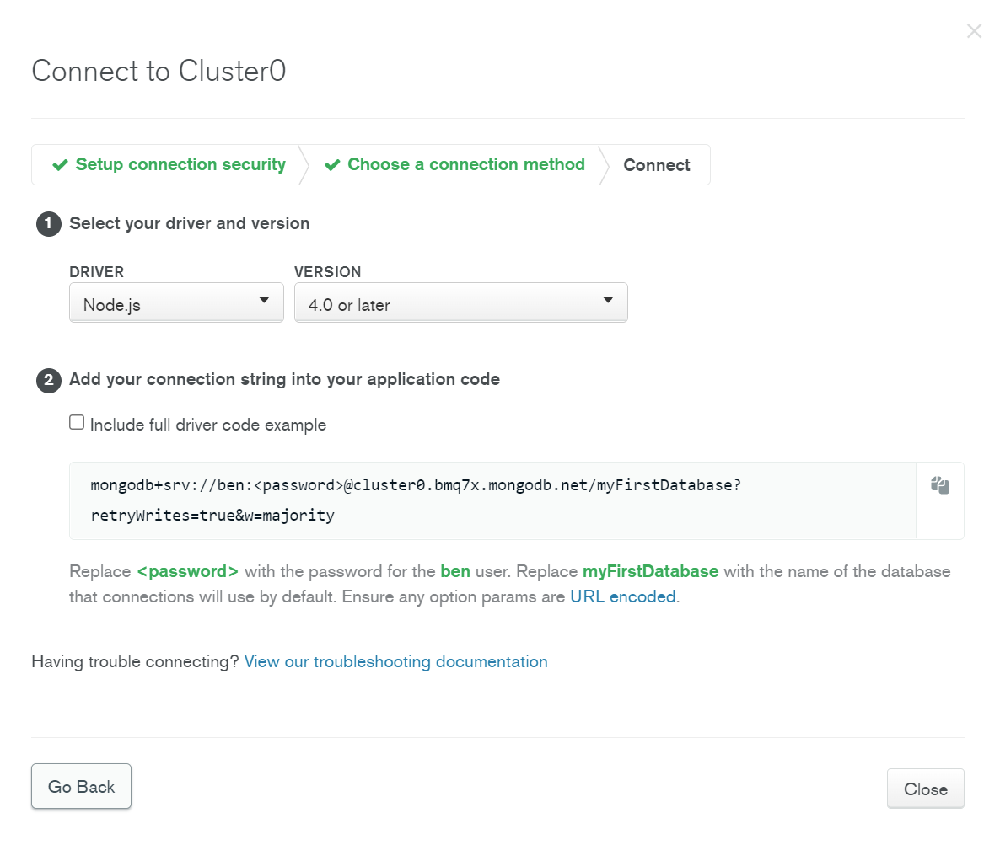 Connect to Cluster0
Setup connection security
Choose a connection method
Connect
1 Select your driver and version
DRIVER
VERSION
Node.js
4.0 or later
2 Add your connection string into your application code
Include full driver code example
mongodb+srv://ben:<password>@cluster0.bmq7x.mongodb.net/myFirstDatabase?
retryWrites=true&w=majority
Replace <password> with the password for the ben user. Replace myFirstDatabase with the name of the database
that connections will use by default. Ensure any option params are URL encoded.
Having trouble connecting? View our troubleshooting documentation
Go Back
Close